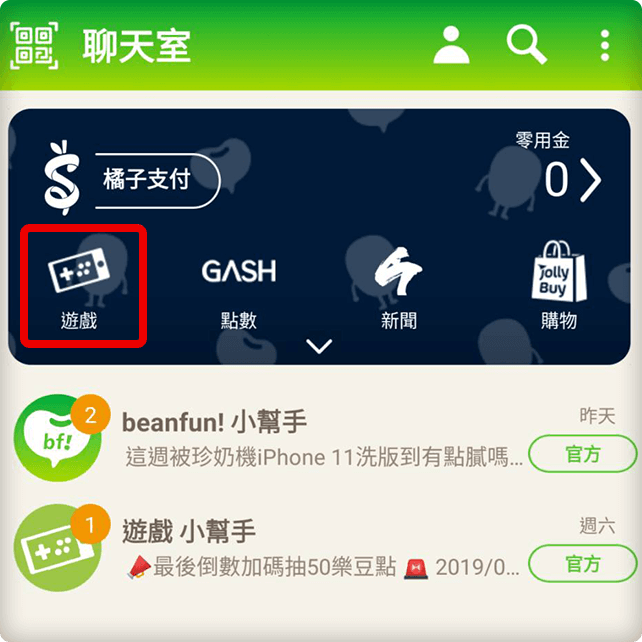 聊天室
零用金
橘子支付
0
GASH
Jolly Buy
遊戲
點數
新聞
購物
2
beanfun! 小幫手
昨天
bf!
這週被珍奶機iPhone 11洗版到有點膩嗎...
官方
1
遊戲 小幫手
週六
📣最後倒數加碼抽50樂豆點 🚨 2019/0...
官方